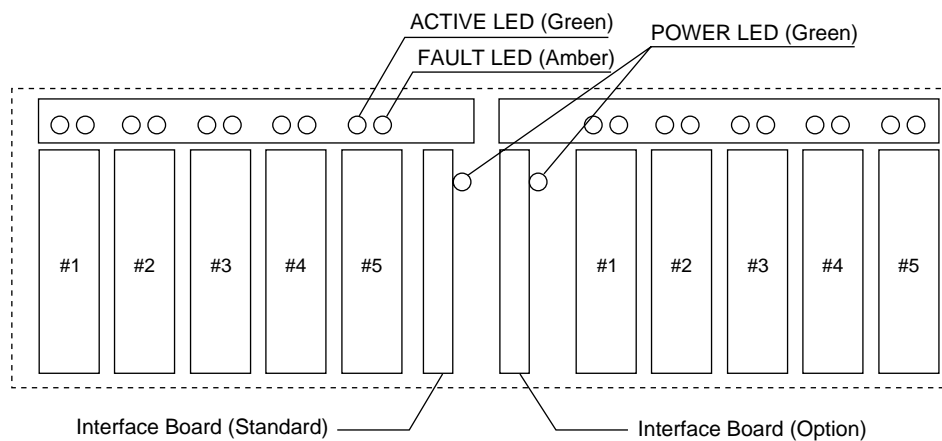 ACTIVE LED (Green)
POWER LED (Green)
FAULT LED (Amber)
#1 #2 #3 #4 #5 #1 #2 #3 #4 #5
Interface Board (Standard)
Interface Board (Option)